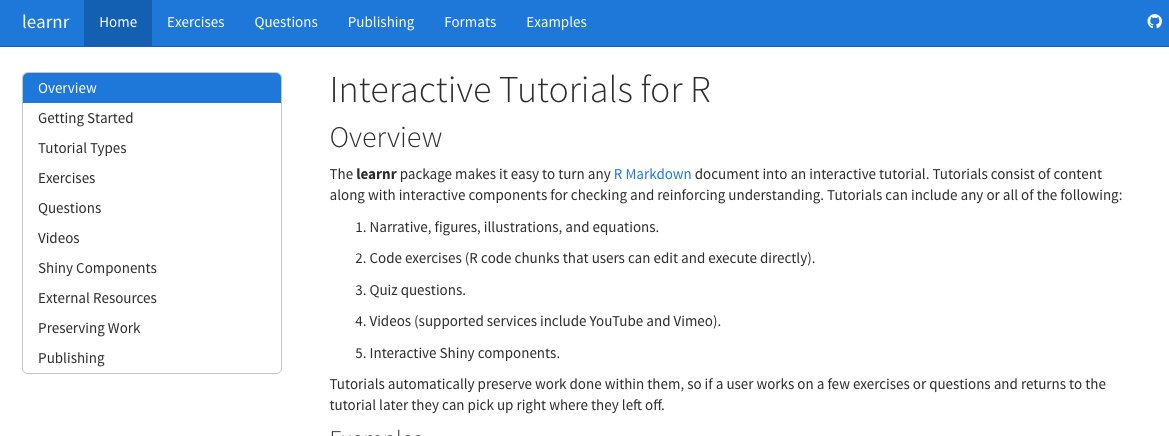 learnr Home Exercises Questions Publishing Formats Examples
Overview
Getting Started
Tutorial Types
Exercises
Questions
Videos
Shiny Components
External Resources
Preserving Work
Publishing
Interactive Tutorials for R
Overview
The learnr package makes it easy to turn any R Markdown document into an interactive tutorial. Tutorials consist of content
along with interactive components for checking and reinforcing understanding. Tutorials can include any or all of the following:
1. Narrative, figures, illustrations, and equations.
2. Code exercises (R code chunks that users can edit and execute directly).
3. Quiz questions.
4. Videos (supported services include YouTube and Vimeo).
5. Interactive Shiny components.
Tutorials automatically preserve work done within them, so if a user works on a few exercises or questions and returns to the
tutorial later they can pick up right where they left off.
Examples